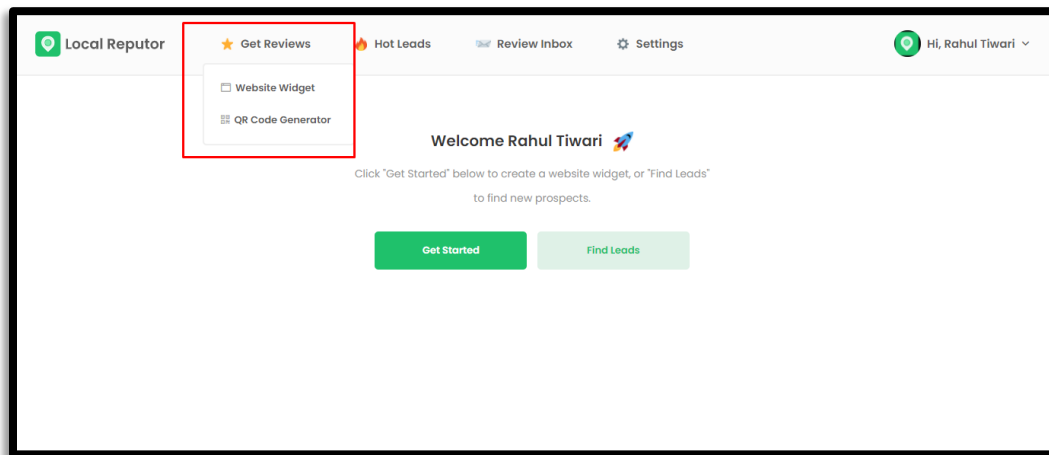 Local Reputor
Get Reviews
Hot Leads
Review Inbox
Settings
Hi, Rahul Tiwari
Website Widget
QR Code Generator
Welcome Rahul Tiwari
Click "Get Started" below to create a website widget, or "Find Leads"
to find new prospects.
Get Started
Find Leads